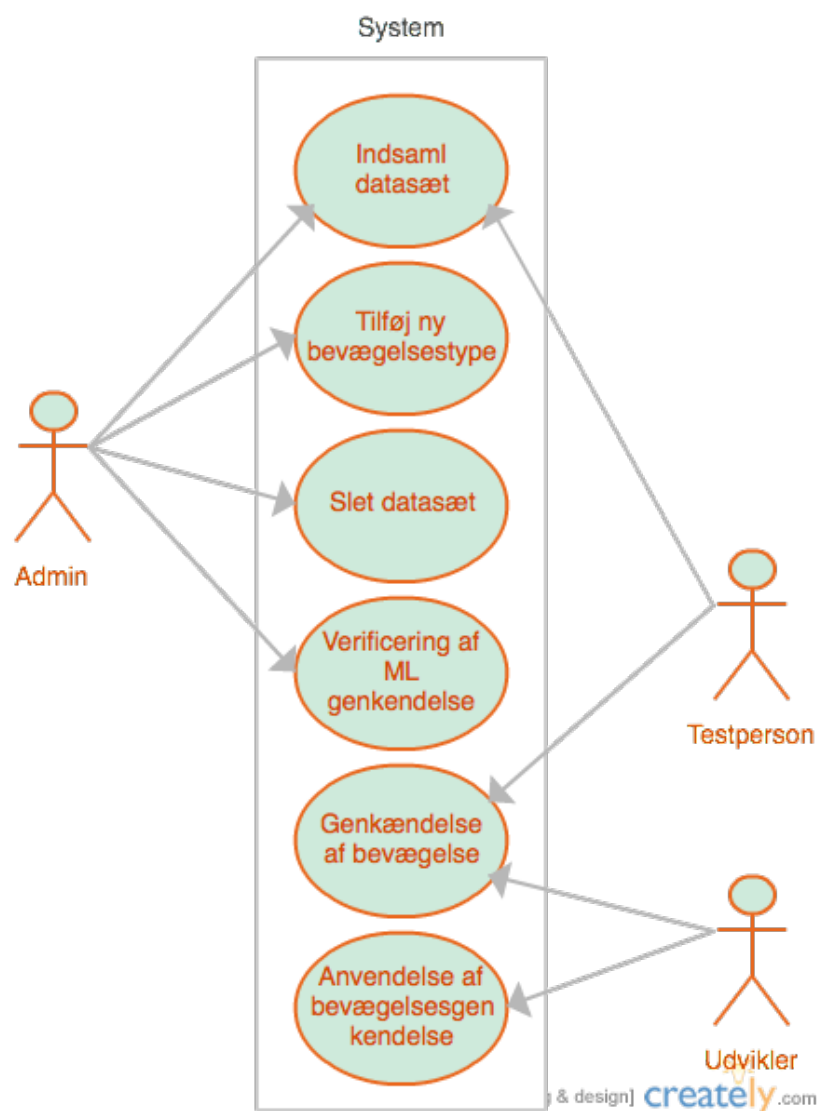 System
Indsaml
datasæt
Tilføj ny
bevægelsestype
Slet datasæt
Admin
Verificering af
ML
genkendelse
Testperson
Genkændelse
af bevægelse
Anvendelse af
bevægelsesgen
kendelse
Udvikler
& design] creately.com